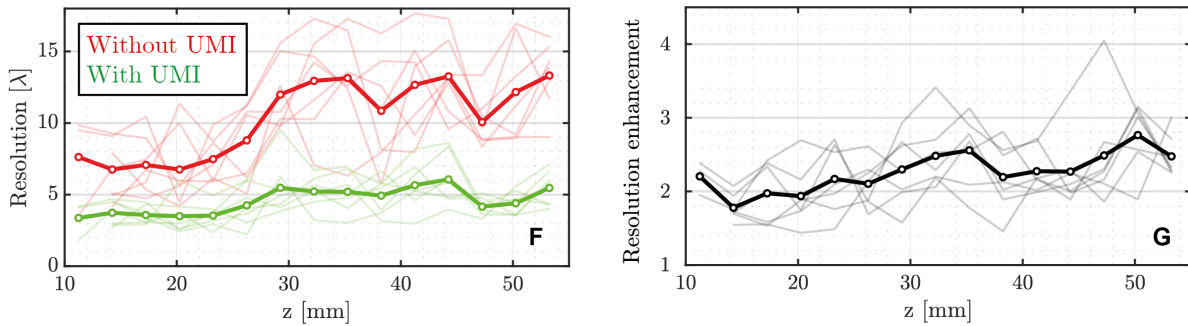 Resolution [λ]
15
10
5
0
Without UMI
With UMI
F
10
20
30
40
50
z [mm]
Resolution enhancement
4
3
2
1
G
10
20
30
40
50
z [mm]